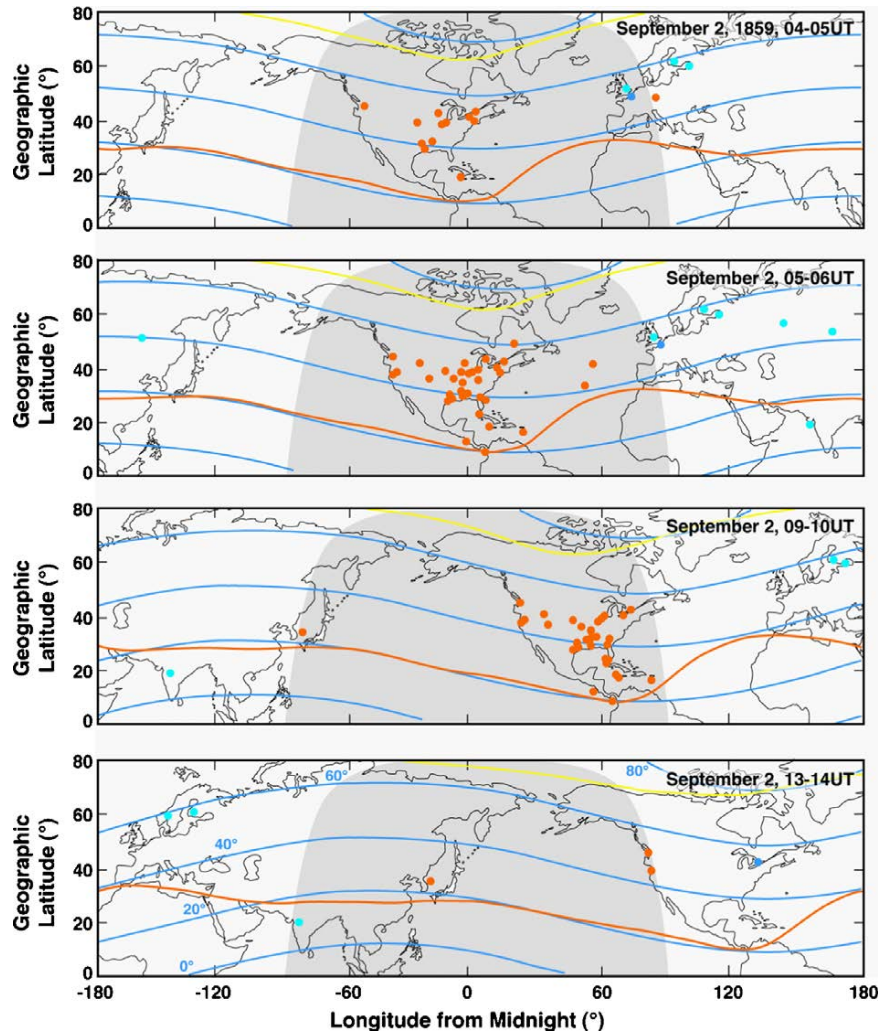 80
September 2, 1859, 04-05UT
60
40
20
0
Geographic
Latitude (°)
80
September 2, 05-06UT
60
40
20
0
Geographic
Latitude (°)
80
September 2, 09-10UT
60
40
20
0
Geographic
Latitude (°)
80
60°
80°
September 2, 13-14UT
60
40°
40
20
20°
0°
0
Geographic
Latitude (°)
-180 -120 -60 0 60 120 180
Longitude from Midnight (°)